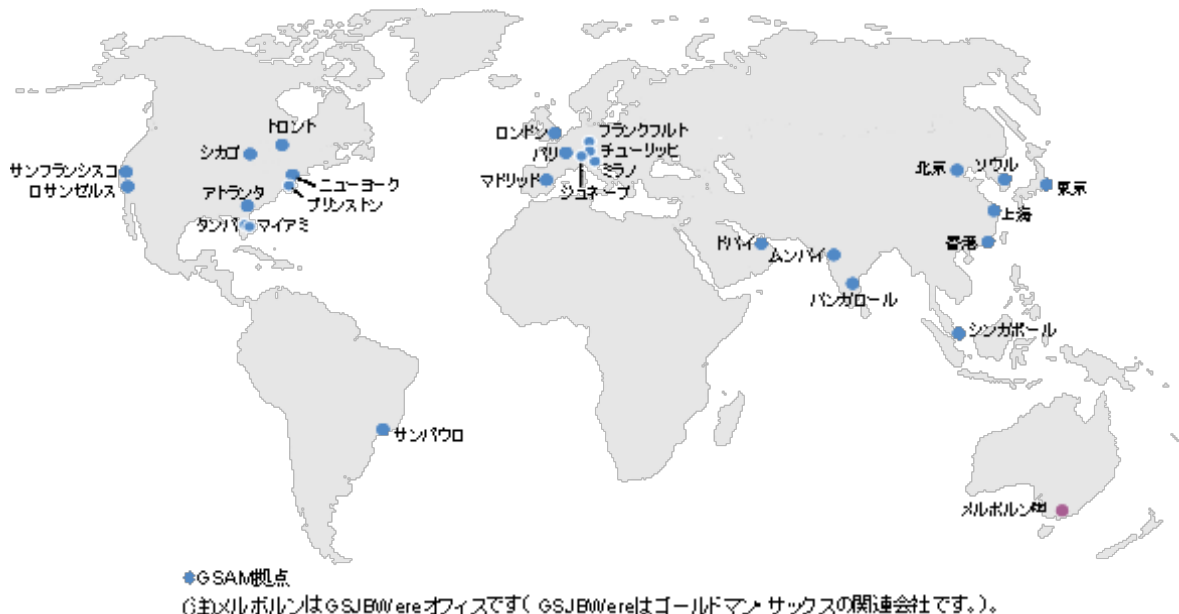 トロント
シカゴ
サンフランシスコ
ロサンゼルス
ニューヨーク
プリンストン
アトランタ
タンパ
マイアミ
サンパウロ
ロンドン
フランクフルト
パリ
チューリッヒ
ミラノ
マドリッド
ジュネーブ
北京
ソウル
東京
上海
香港
ドバイ
ムンバイ
バンガロール
シンガポール
メルボルン注
GSAM拠点
(注)メルボルンはGSJBWereオフィスです( GSJBWereはゴールドマン・サックスの関連会社です。)。